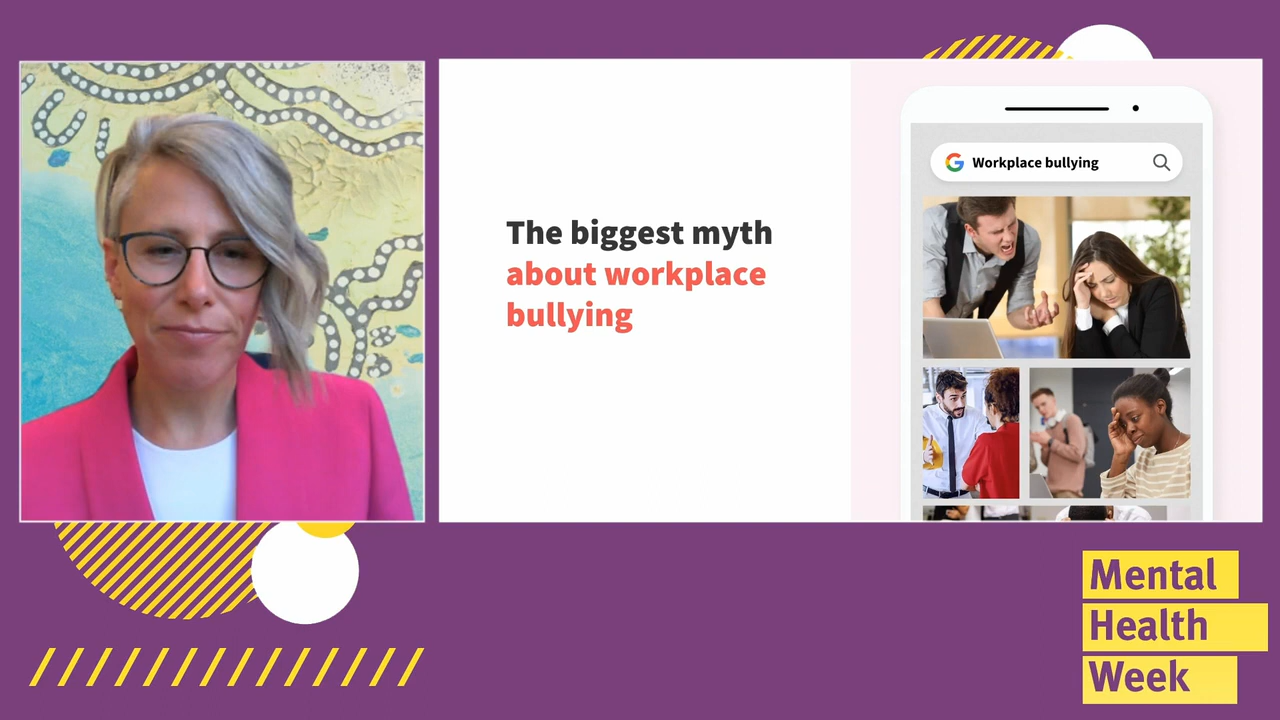 The biggest myth
about workplace
bullying
Workplace bullying
Mental
Health
Week